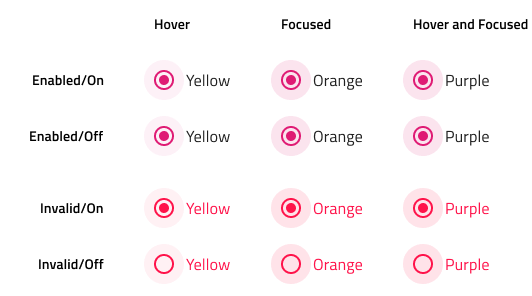 Hover Focused Hover and Focused
Enabled/On Yellow Orange Purple
Enabled/Off Yellow Orange Purple
Invalid/On Yellow Orange Purple
Invalid/Off Yellow Orange Purple